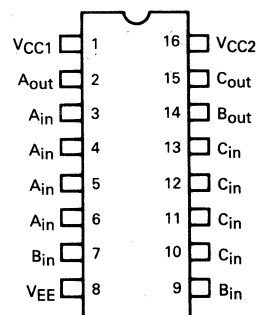 VCC1 1 16 VCC2
Aout 2 15 Cout
Ain 3 14 Bout
Ain 4 13 Cin
Ain 5 12 Cin
Ain 6 11 Cin
Bin 7 10 Cin
VEE 8 9 Bin